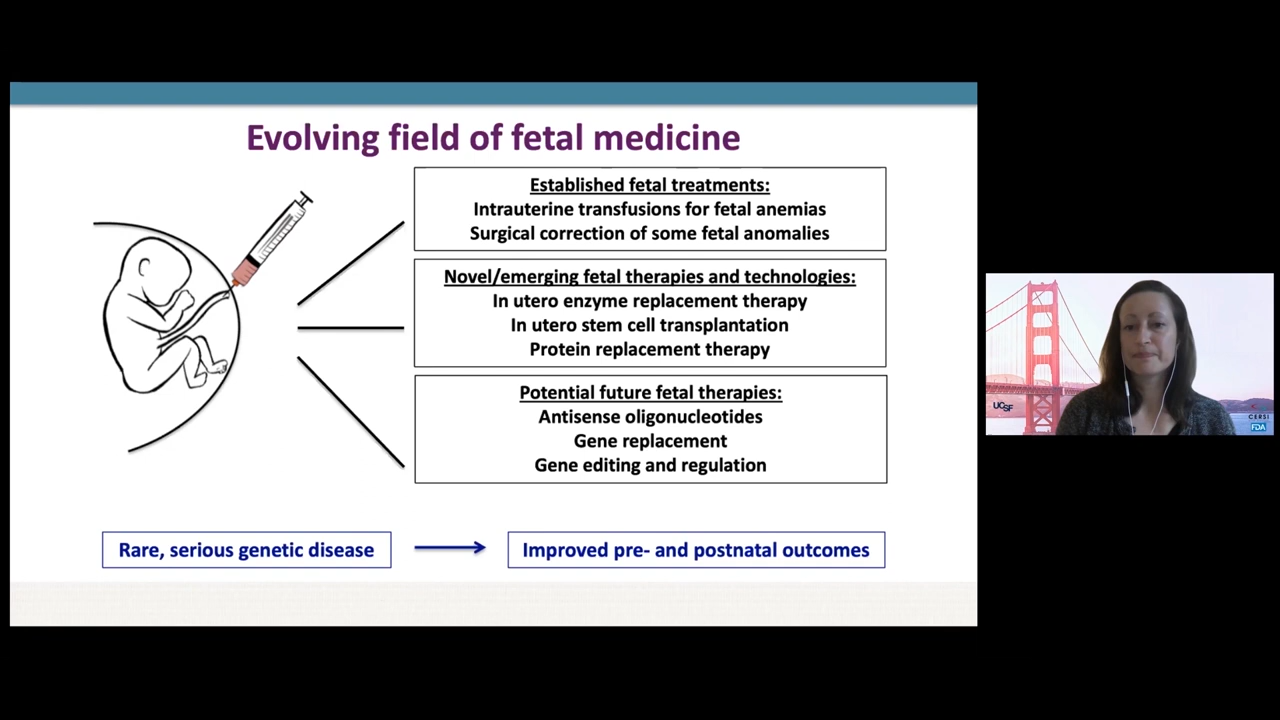 Evolving field of fetal medicine
Established fetal treatments:
Intrauterine transfusions for fetal anemias
Surgical correction of some fetal anomalies
Novel/emerging fetal therapies and technologies:
In utero enzyme replacement therapy
In utero stem cell transplantation
Protein replacement therapy
Potential future fetal therapies:
Antisense oligonucleotides
Gene replacement
Gene editing and regulation
Rare, serious genetic disease
Improved pre- and postnatal outcomes
UCSF
CERSI
FDA